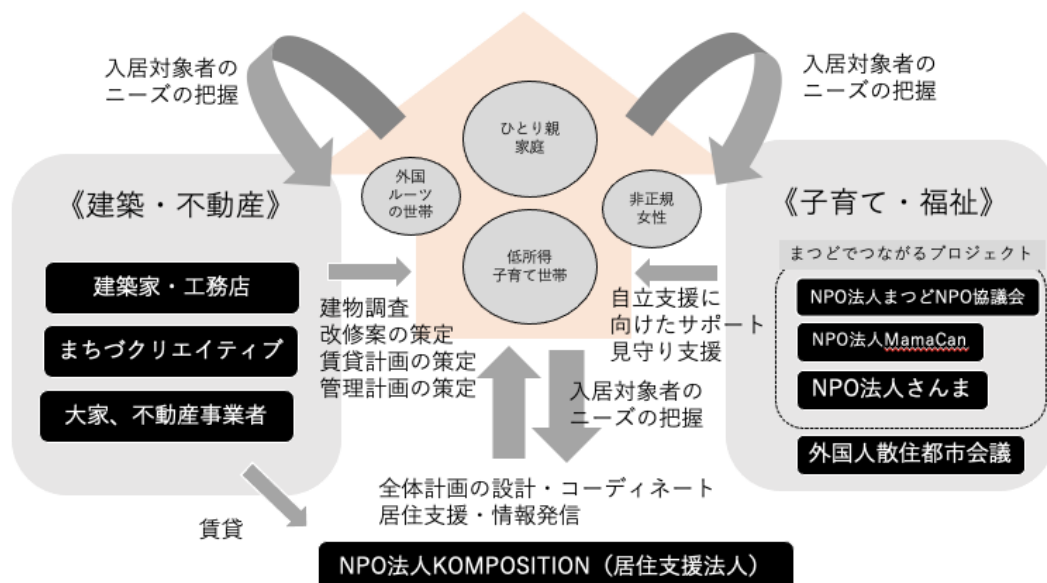 入居対象者の
ニーズの把握
入居対象者の
ニーズの把握
ひとり親
家庭
外国
ルーツ
の世帯
非正規
女性
低所得
子育て世帯
《建築・不動産》
建築家・工務店
まちづクリエイティブ
大家、不動産事業者
建物調査
改修案の策定
賃貸計画の策定
管理計画の策定
《子育て・福祉》
まつどでつながるプロジェクト
NPO法人まつどNPO協議会
NPO法人MamaCan
NPO法人さんま
外国人散住都市会議
自立支援に
向けたサポート
見守り支援
入居対象者の
ニーズの把握
全体計画の設計・コーディネート
居住支援・情報発信
賃貸
NPO法人KOMPOSITION（居住支援法人）